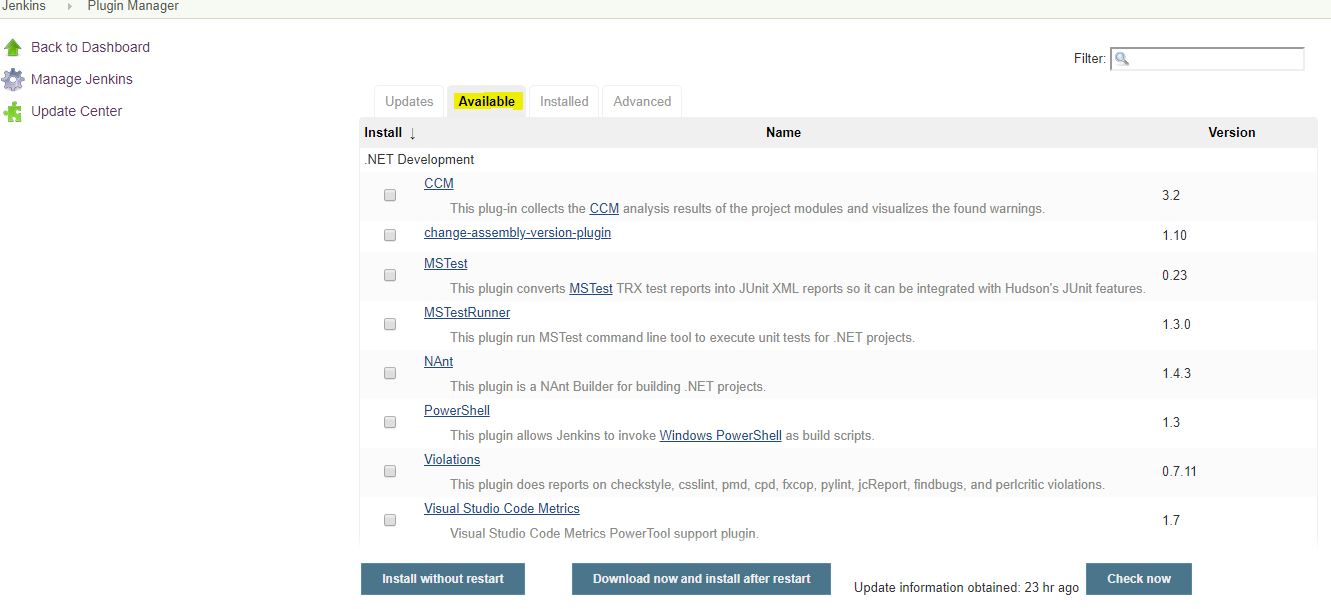 Jenkins Plugin Manager
Back to Dashboard
Manage Jenkins
Update Center
Filter:
Updates Available Installed Advanced
Install ↓ Name Version
.NET Development
CCM
This plug-in collects the CCM analysis results of the project modules and visualizes the found warnings.
3.2
change-assembly-version-plugin
1.10
MSTest
This plugin converts MSTest TRX test reports into JUnit XML reports so it can be integrated with Hudson's JUnit features.
0.23
MSTestRunner
This plugin run MSTest command line tool to execute unit tests for .NET projects.
1.3.0
NAnt
This plugin is a NAnt Builder for building .NET projects.
1.4.3
PowerShell
This plugin allows Jenkins to invoke Windows PowerShell as build scripts.
1.3
Violations
This plugin does reports on checkstyle, csslint, pmd, cpd, fxcop, pylint, jcReport, findbugs, and perlcritic violations.
0.7.11
Visual Studio Code Metrics
Visual Studio Code Metrics PowerTool support plugin.
1.7
Install without restart Download now and install after restart Update information obtained: 23 hr ago Check now